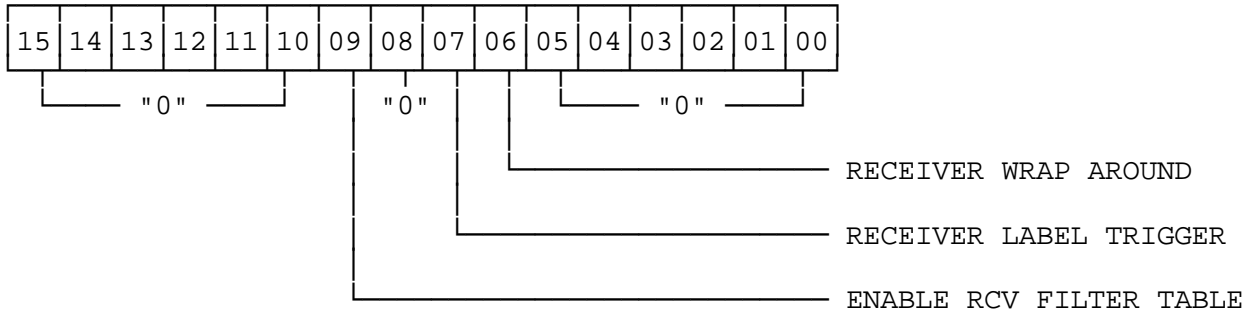 15 14 13 12 11 10 09 08 07 06 05 04 03 02 01 00
"0" "0" "0"
RECEIVER WRAP AROUND
RECEIVER LABEL TRIGGER
ENABLE RCV FILTER TABLE